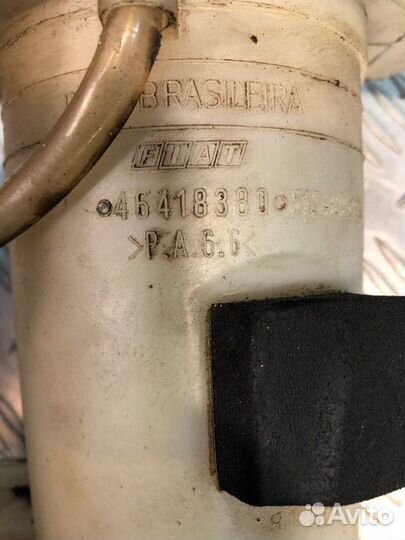 BRASILEIRA
FIAT
46418380
>P.A.6.6<
Avito